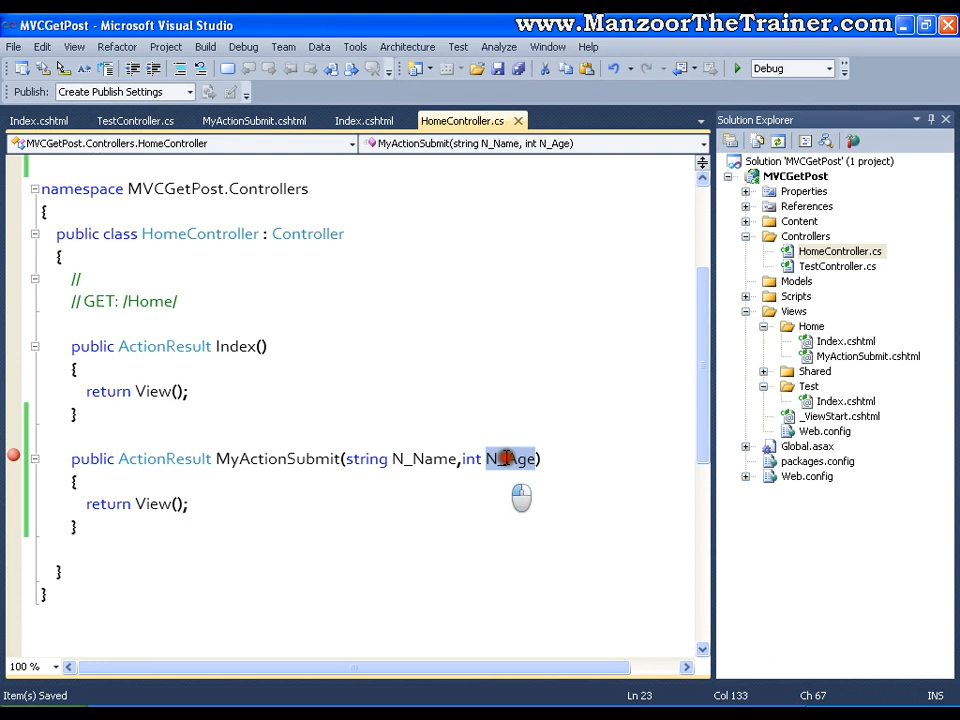 www.ManzoorTheTrainer.com
MVCGetPost - Microsoft Visual Studio
File Edit View Refactor Project Build Debug Team Data Tools Architecture Test Analyze Window Help
Debug
Publish: Create Publish Settings
Index.cshtml TestController.cs MyActionSubmit.cshtml Index.cshtml HomeController.cs
MVCGetPost.Controllers.HomeController MyActionSubmit(string N_Name, int N_Age)
namespace MVCGetPost.Controllers
{
public class HomeController : Controller
{
//
// GET: /Home/
public ActionResult Index()
{
return View();
}
public ActionResult MyActionSubmit(string N_Name,int N_Age)
{
return View();
}
}
}
100 %
Solution Explorer
Solution 'MVCGetPost' (1 project)
MVCGetPost
Properties
References
Content
Controllers
HomeController.cs
TestController.cs
Models
Scripts
Views
Home
Index.cshtml
MyActionSubmit.cshtml
Shared
Test
Index.cshtml
_ViewStart.cshtml
Web.config
Global.asax
packages.config
Web.config
Item(s) Saved Ln 23 Col 133 Ch 67 INS